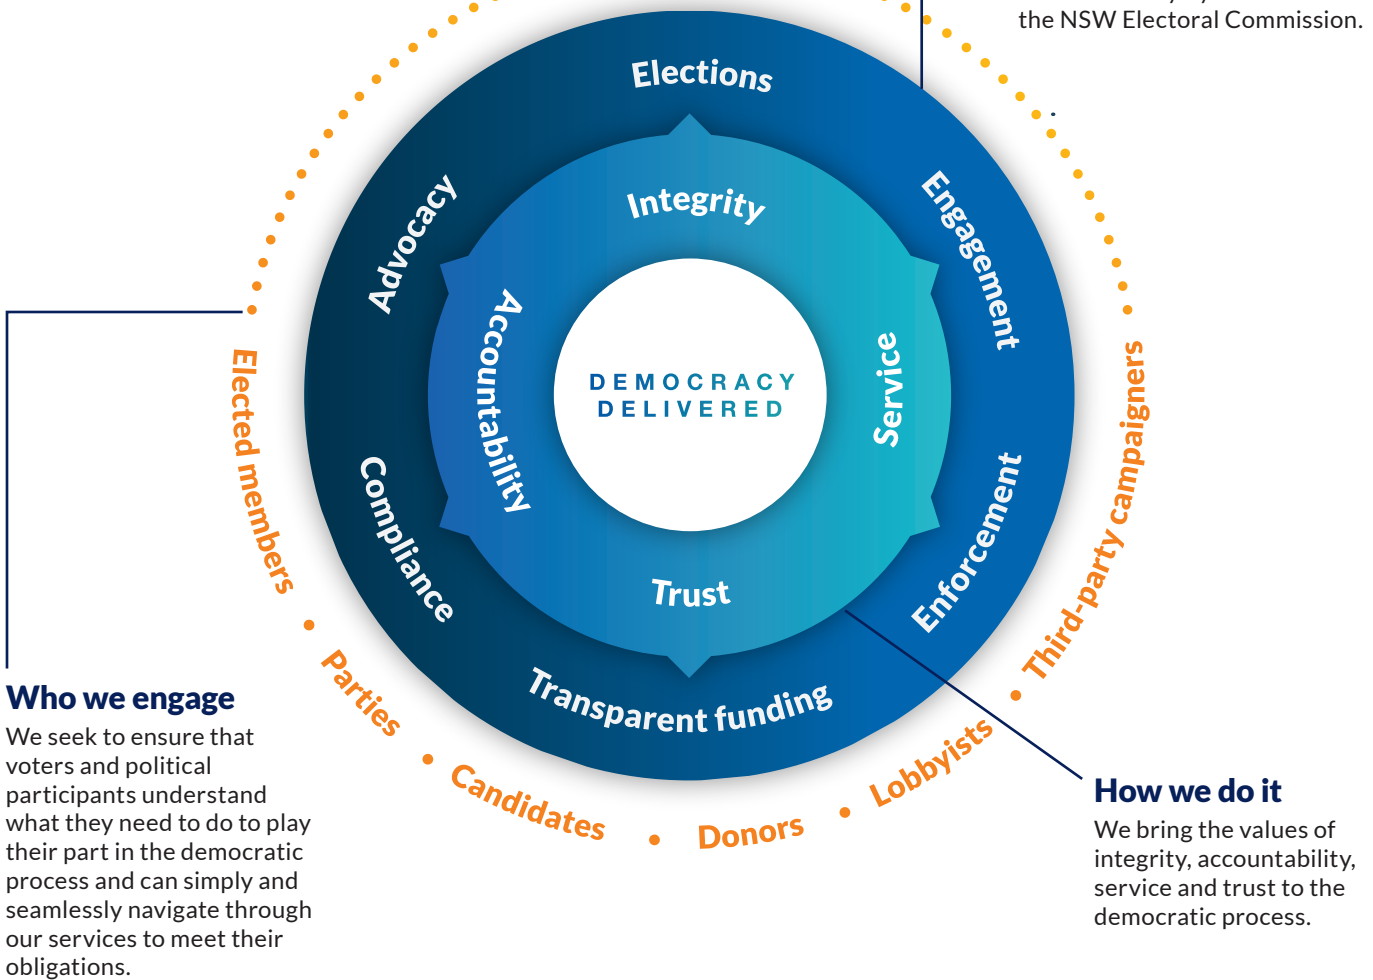 the NSW Electoral Commission.
Elections
Engagement
Enforcement
Transparent funding
Compliance
Advocacy
Integrity
Service
Trust
Accountability
DEMOCRACY
DELIVERED
Elected members
Parties
Candidates
Donors
Lobbyists
Third-party campaigners
Who we engage
We seek to ensure that
voters and political
participants understand
what they need to do to play
their part in the democratic
process and can simply and
seamlessly navigate through
our services to meet their
obligations.
How we do it
We bring the values of
integrity, accountability,
service and trust to the
democratic process.